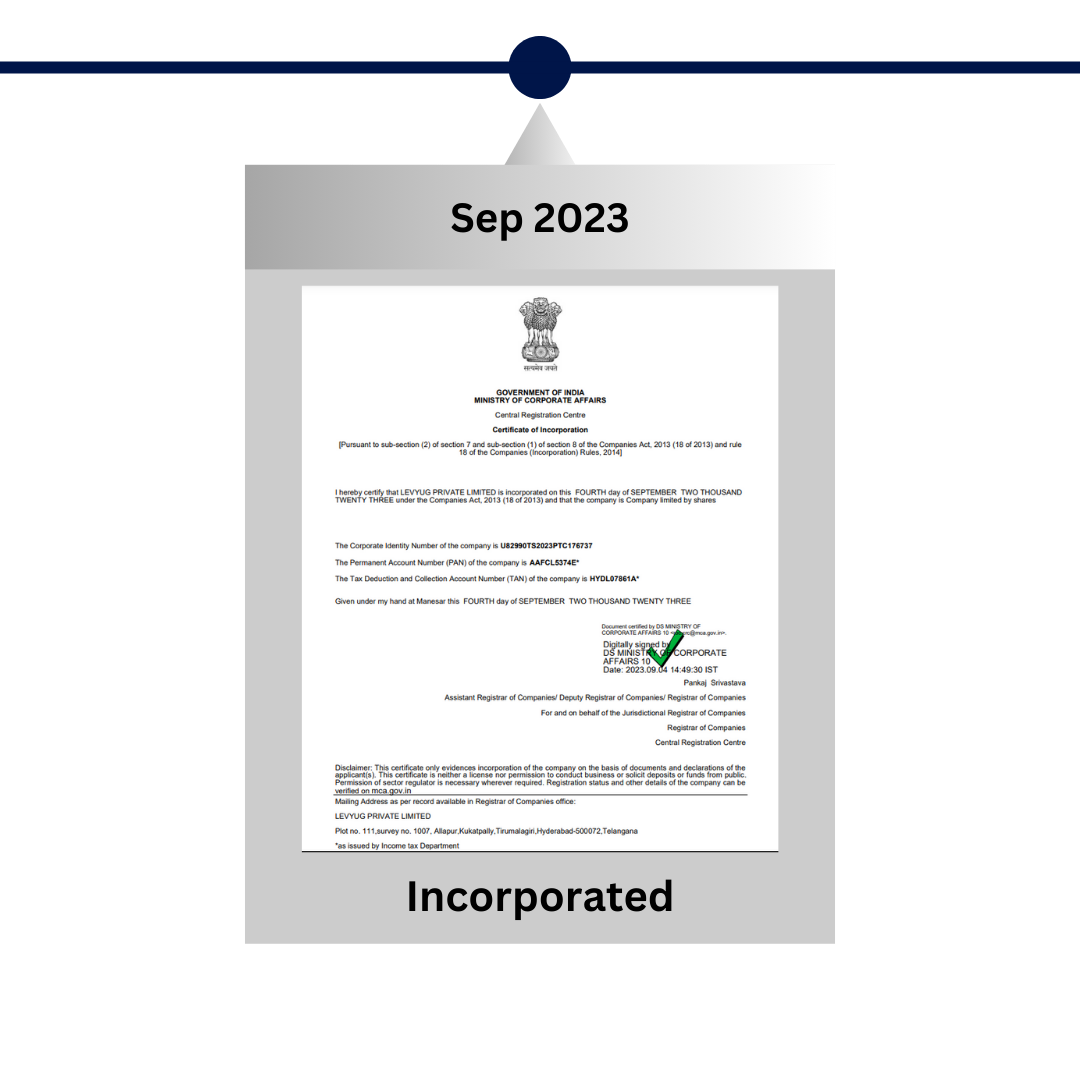 Sep 2023
सत्यमेव जयते
GOVERNMENT OF INDIA
MINISTRY OF CORPORATE AFFAIRS
Central Registration Centre
Certificate of Incorporation
[Pursuant to sub-section (2) of section 7 and sub-section (1) of section 8 of the Companies Act, 2013 (18 of 2013) and rule
18 of the Companies (Incorporation) Rules, 2014]
I hereby certify that LEVYUG PRIVATE LIMITED is incorporated on this FOURTH day of SEPTEMBER TWO THOUSAND
TWENTY THREE under the Companies Act, 2013 (18 of 2013) and that the company is Company limited by shares
The Corporate Identity Number of the company is U82990TS2023PTC176737
The Permanent Account Number (PAN) of the company is AAFCL5374E*
The Tax Deduction and Collection Account Number (TAN) of the company is HYDL07861A*
Given under my hand at Manesar this FOURTH day of SEPTEMBER TWO THOUSAND TWENTY THREE
Document certified by DS MINISTRY OF
CORPORATE AFFAIRS 10
Digitally signed by
DS MINISTRY OF CORPORATE
AFFAIRS 10
Date: 2023.09.04 14:49:30 IST
Pankaj Srivastava
Assistant Registrar of Companies/ Deputy Registrar of Companies/ Registrar of Companies
For and on behalf of the Jurisdictional Registrar of Companies
Registrar of Companies
Central Registration Centre
Disclaimer: This certificate only evidences incorporation of the company on the basis of documents and declarations of the
applicant(s). This certificate is neither a license nor permission to conduct business or solicit deposits or funds from public.
Permission of sector regulator is necessary wherever required. Registration status and other details of the company can be
verified on mca.gov.in
Mailing Address as per record available in Registrar of Companies office:
LEVYUG PRIVATE LIMITED
Plot no. 111,survey no. 1007, Allapur,Kukatpally,Tirumalagiri,Hyderabad-500072,Telangana
*as issued by Income tax Department
Incorporated